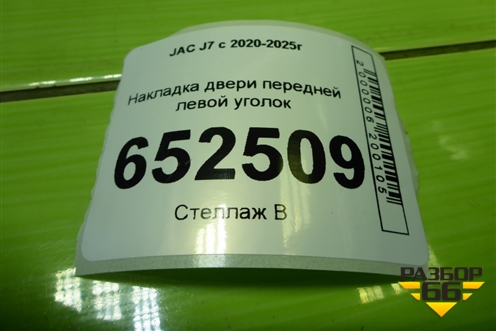 JAC J7 с 2020-2025г
Накладка двери передней
левой уголок
652509
Стеллаж В
2000006200105
РАЗБОР
66